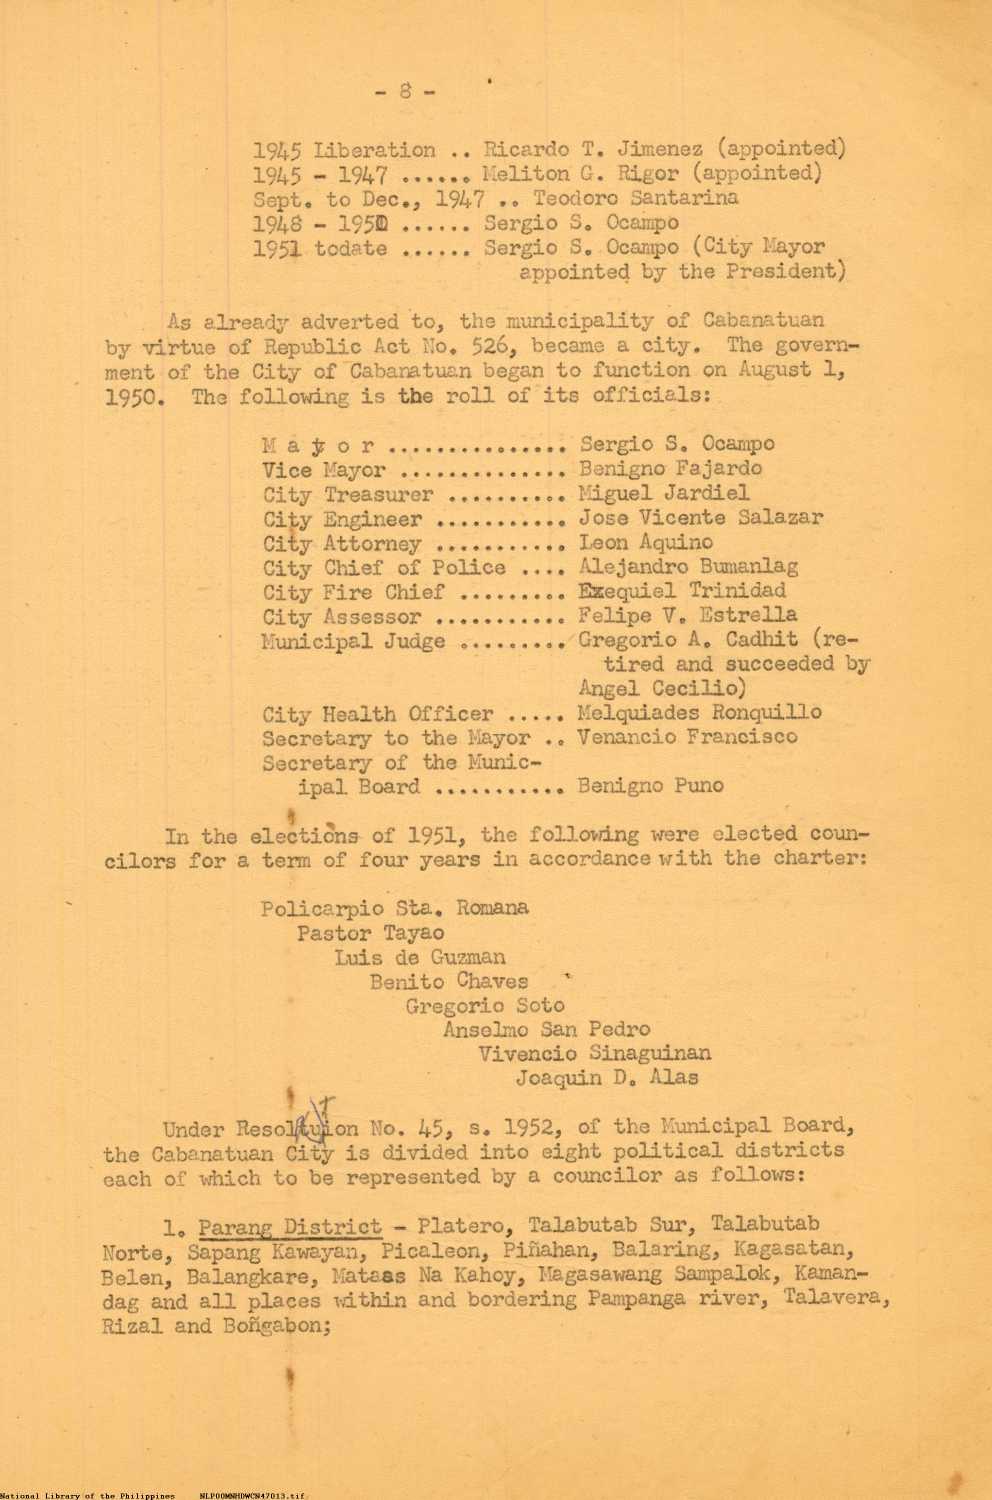 - 8 -
1945 Liberation .. Ricardo T. Jimenez (appointed)
1945 - 1947 ...... Meliton G. Rigor (appointed)
Sept. to Dec., 1947 .. Teodoro Santarina
1948 - 1950 ...... Sergio S. Ocampo
1951 todate ...... Sergio S. Ocampo (City Mayor
appointed by the President)
As already adverted to, the municipality of Cabanatuan
by virtue of Republic Act No. 526, became a city. The govern-
ment of the City of Cabanatuan began to function on August 1,
1950. The following is the roll of its officials:
M a y o r ............... Sergio S. Ocampo
Vice Mayor .............. Benigno Fajardo
City Treasurer .......... Miguel Jardiel
City Engineer ........... Jose Vicente Salazar
City Attorney ........... Leon Aquino
City Chief of Police .... Alejandro Bumanlag
City Fire Chief ......... Exequiel Trinidad
City Assessor ........... Felipe V. Estrella
Municipal Judge ......... Gregorio A. Cadhit (re-
tired and succeeded by
Angel Cecilio)
City Health Officer ..... Melquiades Ronquillo
Secretary to the Mayor .. Venancio Francisco
Secretary of the Munic-
ipal Board ........... Benigno Puno
In the elections of 1951, the following were elected coun-
cilors for a term of four years in accordance with the charter:
Policarpio Sta. Romana
Pastor Tayao
Luis de Guzman
Benito Chaves
Gregorio Soto
Anselmo San Pedro
Vivencio Sinaguinan
Joaquin D. Alas
Under Resolution No. 45, s. 1952, of the Municipal Board,
the Cabanatuan City is divided into eight political districts
each of which to be represented by a councilor as follows:
1. Parang District - Platero, Talabutab Sur, Talabutab
Norte, Sapang Kawayan, Picaleon, Piñahan, Balaring, Kagasatan,
Belen, Balangkare, Mataas Na Kahoy, Magasawang Sampalok, Kaman-
dag and all places within and bordering Pampanga river, Talavera,
Rizal and Boñgabon;
National Library of the Philippines NLP00MNHDWCN47013.tif